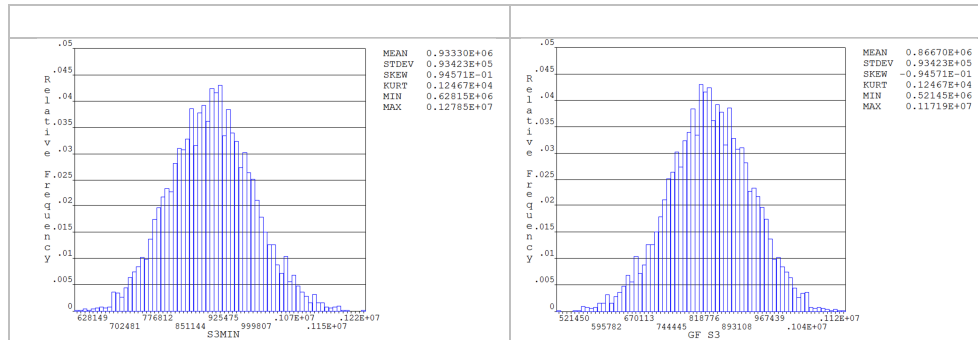 .05
.045
.04
.035
.03
.025
.02
.015
.01
.005
0
Relative Frequency
628149 776812 925475 .107E+07 .122E+07
702481 851144 999807 .115E+07
S3MIN
MEAN 0.93330E+06
STDEV 0.93423E+05
SKEW 0.94571E-01
KURT 0.12467E+04
MIN 0.62815E+06
MAX 0.12785E+07
.05
.045
.04
.035
.03
.025
.02
.015
.01
.005
0
Relative Frequency
521450 670113 818776 967439 .112E+07
595782 744445 893108 .104E+07
GF S3
MEAN 0.86670E+06
STDEV 0.93423E+05
SKEW -0.94571E-01
KURT 0.12467E+04
MIN 0.52145E+06
MAX 0.11719E+07